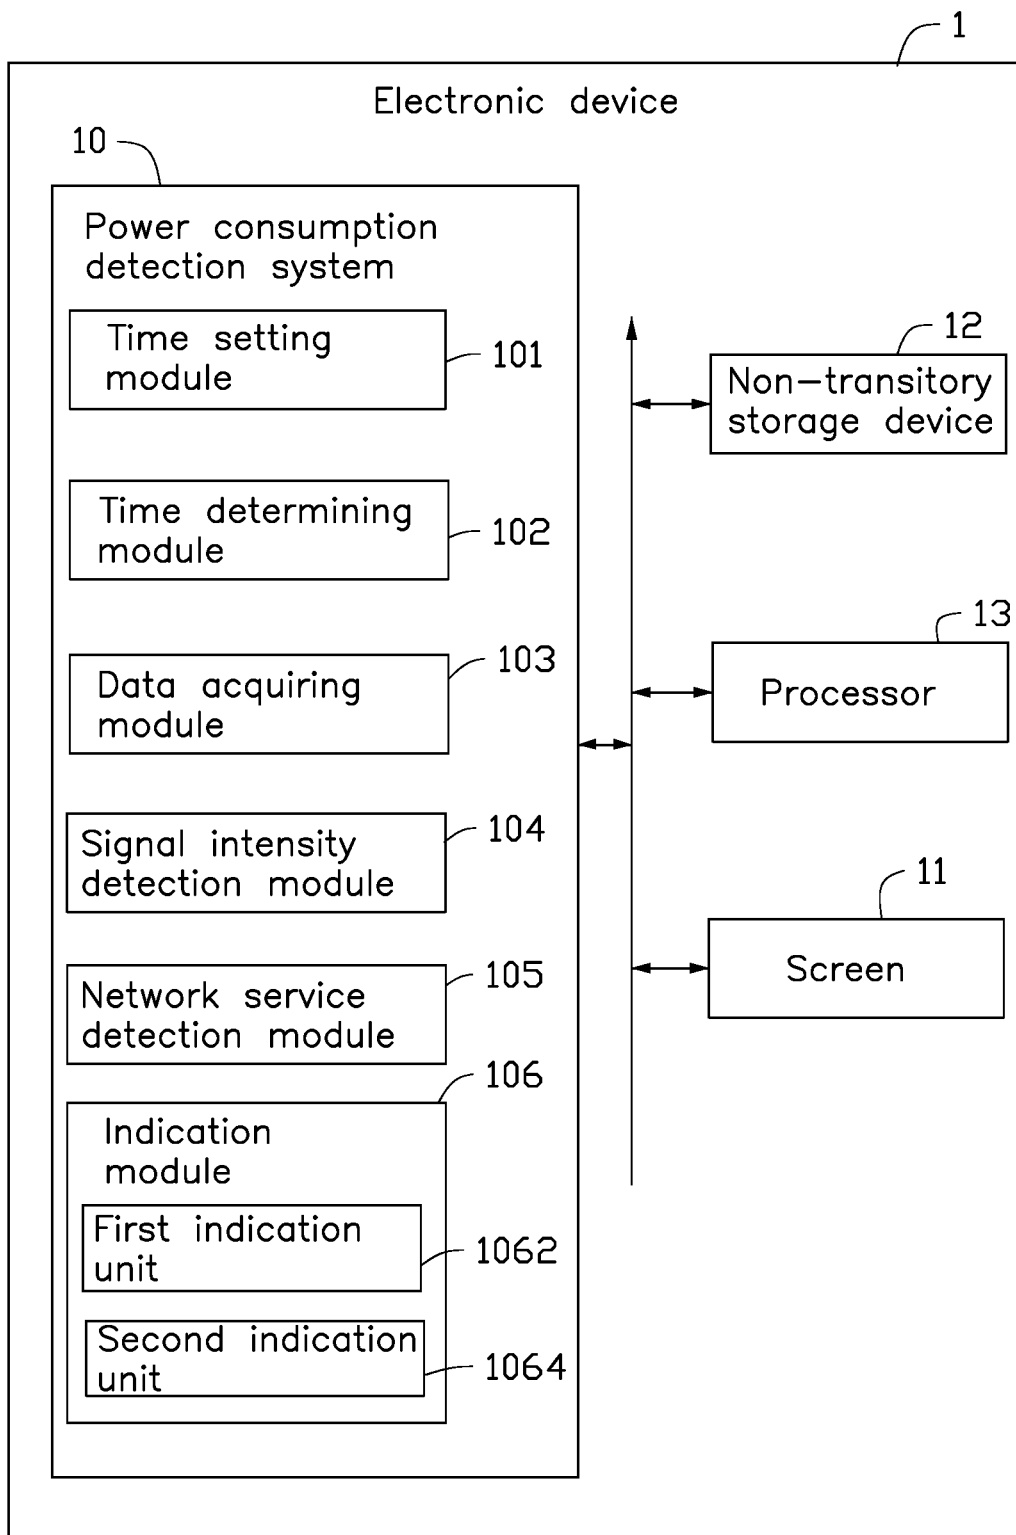 1
Electronic device
10
Power consumption
detection system
Time setting
module
101
12
Non-transitory
storage device
Time determining
module
102
Data acquiring
module
103
13
Processor
Signal intensity
detection module
104
11
Screen
Network service
detection module
105
106
Indication
module
First indication
unit
1062
Second indication
unit
1064